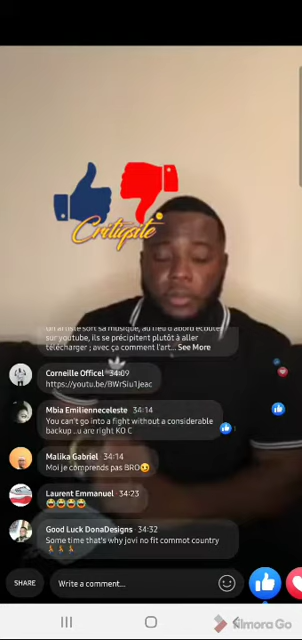 Critiqsite
un artiste sort sa musique, au lieu d'abord écouter
sur youtube, ils se précipitent plutôt à aller
télécharger ; avec ça comment l'art... See More
Corneille Officel 34:09
https://youtu.be/BWrSiu1jeac
Mbia Emilienneceleste 34:14
You can't go into a fight without a considerable
backup ..u are right KO C
Malika Gabriel 34:14
Moi je comprends pas BRO😉
Laurent Emmanuel 34:23
😂😂😂😂
Good Luck DonaDesigns 34:32
Some time that's why jovi no fit commot country
🚶🚶🚶
SHARE
Write a comment...
filmora Go